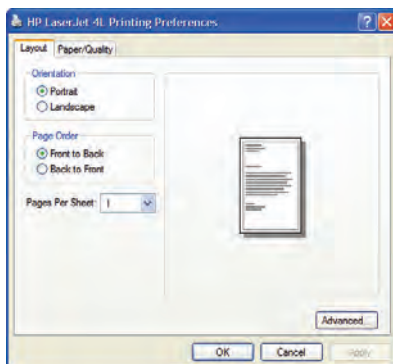 HP LaserJet 4L Printing Preferences
Layout Paper/Quality
Orientation
Portrait
Landscape
Page Order
Front to Back
Back to Front
Pages Per Sheet: 1
Advanced...
OK Cancel Apply